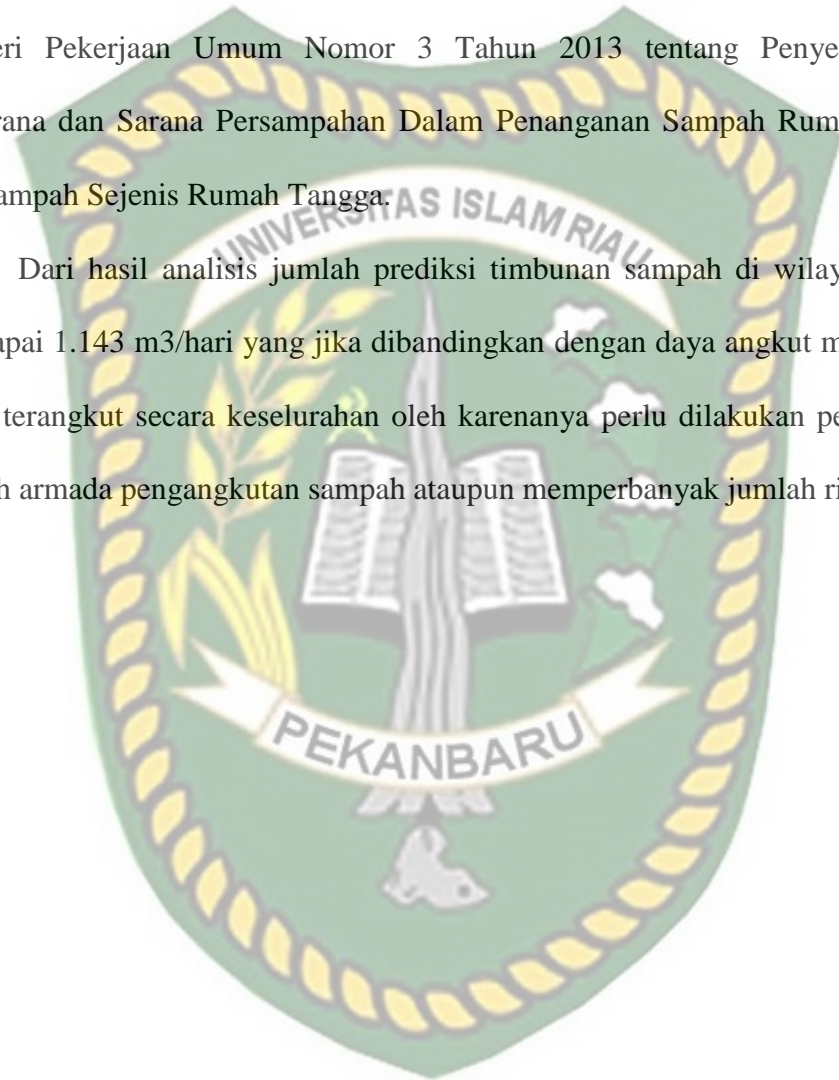 eri Pekerjaan Umum Nomor 3 Tahun 2013 tentang Penye
rana dan Sarana Persampahan Dalam Penanganan Sampah Rum
ampah Sejenis Rumah Tangga.
UNIVERSITAS ISLAM RIAU
Dari hasil analisis jumlah prediksi timbunan sampah di wilay
apai 1.143 m3/hari yang jika dibandingkan dengan daya angkut m
terangkut secara keseluruhan oleh karenanya perlu dilakukan pe
h armada pengangkutan sampah ataupun memperbanyak jumlah ri
PEKANBARU